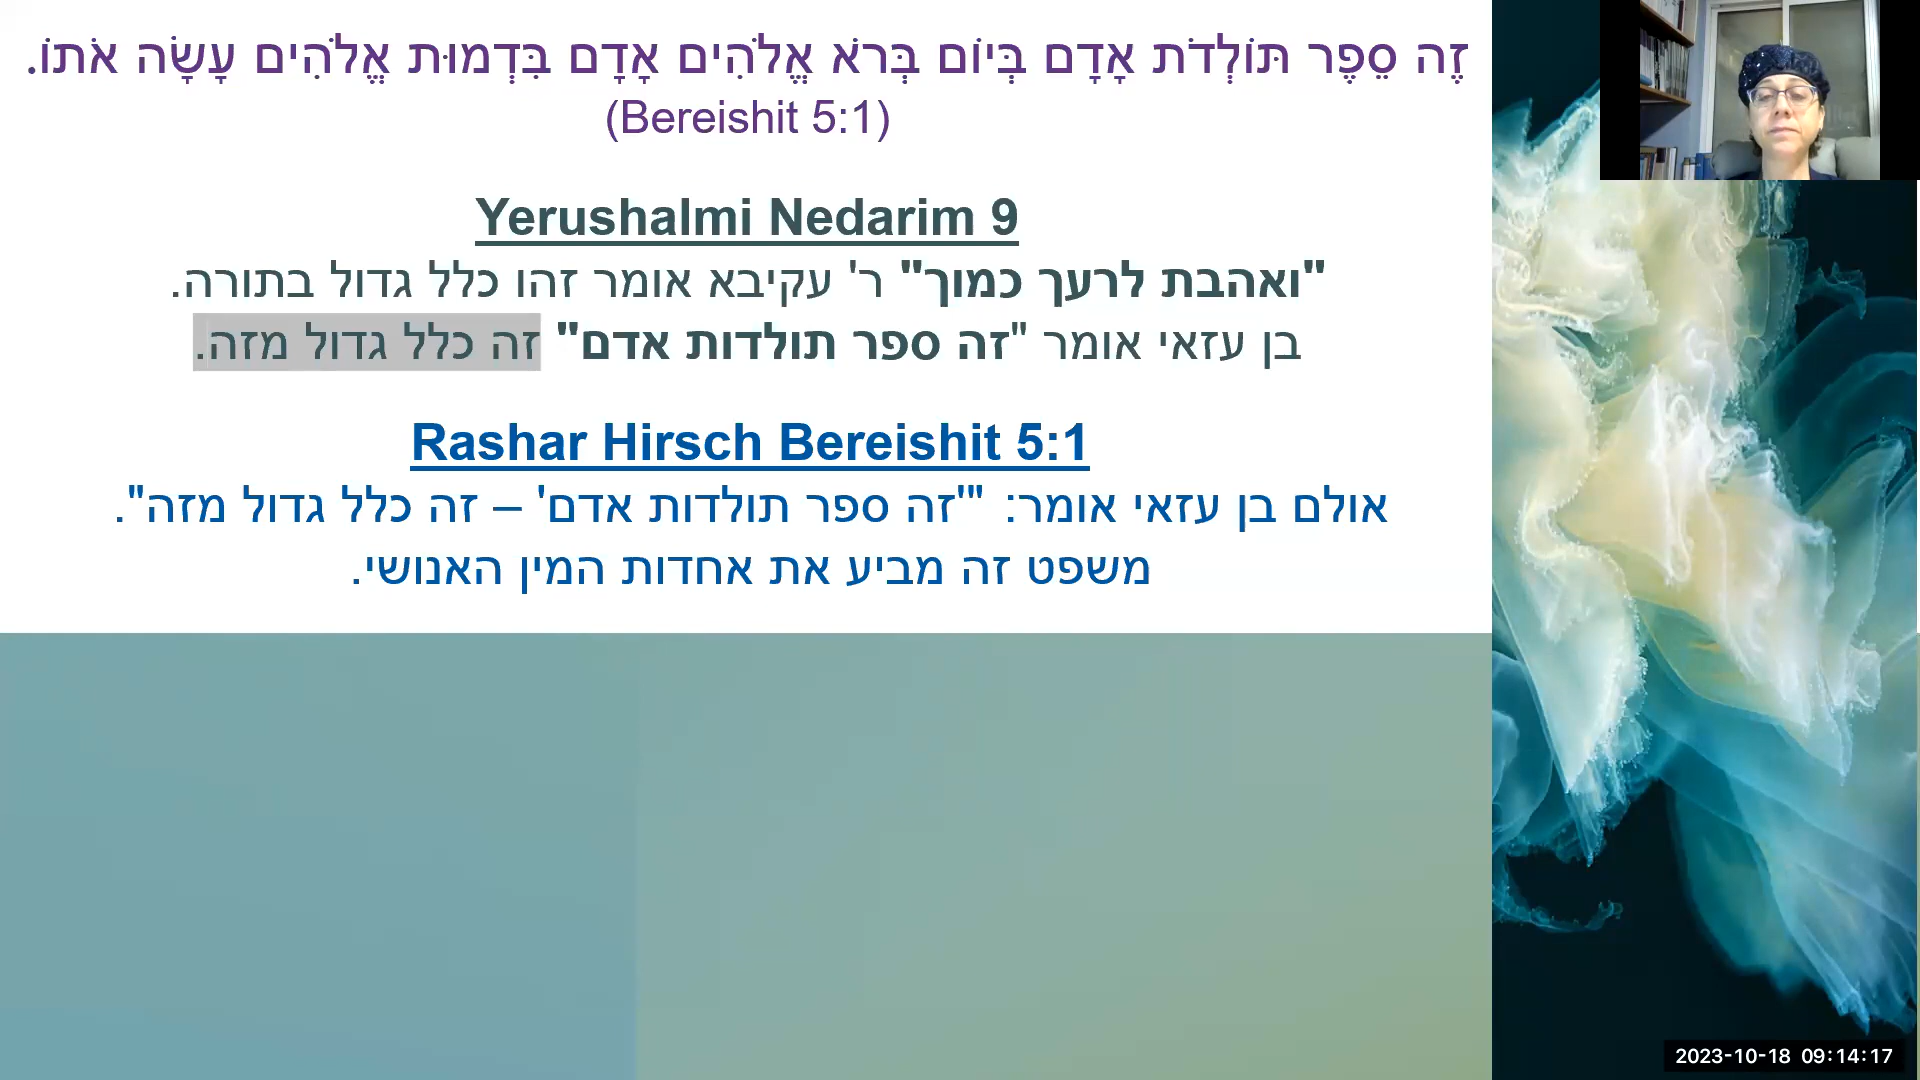 זֶה סֵפֶר תּוֹלְדֹת אָדָם בְּיוֹם בְּרֹא אֱלֹהִים אָדָם בִּדְמוּת אֱלֹהִים עָשָׂה אֹתוֹ.
(Bereishit 5:1)
Yerushalmi Nedarim 9
"ואהבת לרעך כמוך" ר' עקיבא אומר זהו כלל גדול בתורה.
בן עזאי אומר "זה ספר תולדות אדם" זה כלל גדול מזה.
Rashar Hirsch Bereishit 5:1
אולם בן עזאי אומר: "'זה ספר תולדות אדם' – זה כלל גדול מזה".
משפט זה מביע את אחדות המין האנושי.
2023-10-18 09:14:17